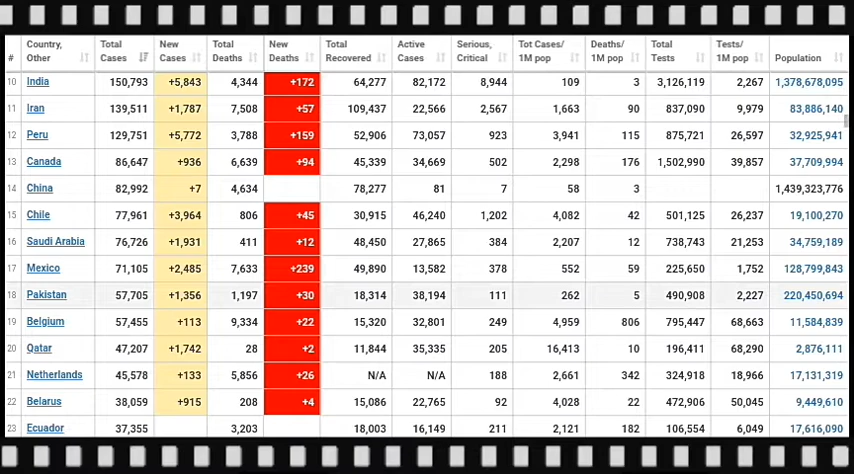 # Country, Other Total Cases New Cases Total Deaths New Deaths Total Recovered Active Cases Serious, Critical Tot Cases/ 1M pop Deaths/ 1M pop Total Tests Tests/ 1M pop Population
10 India 150,793 +5,843 4,344 +172 64,277 82,172 8,944 109 3 3,126,119 2,267 1,378,678,095
11 Iran 139,511 +1,787 7,508 +57 109,437 22,566 2,567 1,663 90 837,090 9,979 83,886,140
12 Peru 129,751 +5,772 3,788 +159 52,906 73,057 923 3,941 115 875,721 26,597 32,925,941
13 Canada 86,647 +936 6,639 +94 45,339 34,669 502 2,298 176 1,502,990 39,857 37,709,994
14 China 82,992 +7 4,634 78,277 81 7 58 3 1,439,323,776
15 Chile 77,961 +3,964 806 +45 30,915 46,240 1,202 4,082 42 501,125 26,237 19,100,270
16 Saudi Arabia 76,726 +1,931 411 +12 48,450 27,865 384 2,207 12 738,743 21,253 34,759,189
17 Mexico 71,105 +2,485 7,633 +239 49,890 13,582 378 552 59 225,650 1,752 128,799,843
18 Pakistan 57,705 +1,356 1,197 +30 18,314 38,194 111 262 5 490,908 2,227 220,450,694
19 Belgium 57,455 +113 9,334 +22 15,320 32,801 249 4,959 806 795,447 68,663 11,584,839
20 Qatar 47,207 +1,742 28 +2 11,844 35,335 205 16,413 10 196,411 68,290 2,876,111
21 Netherlands 45,578 +133 5,856 +26 N/A N/A 188 2,661 342 324,918 18,966 17,131,319
22 Belarus 38,059 +915 208 +4 15,086 22,765 92 4,028 22 472,906 50,045 9,449,610
23 Ecuador 37,355 3,203 18,003 16,149 211 2,121 182 106,554 6,049 17,616,090